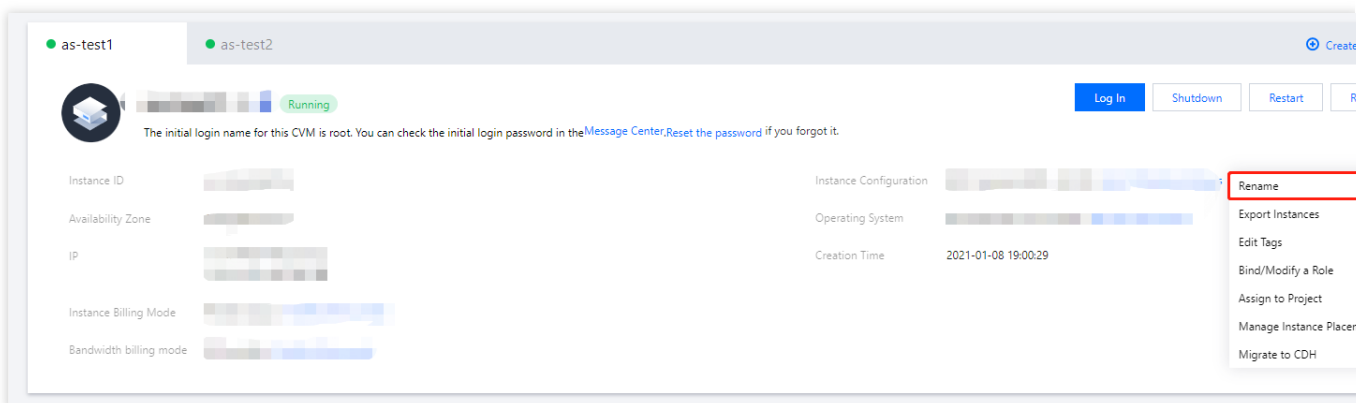 as-test1
as-test2
Create
Running
Log In
Shutdown
Restart
R
The initial login name for this CVM is root. You can check the initial login password in the Message Center.Reset the password if you forgot it.
Instance ID
Instance Configuration
Rename
Availability Zone
Operating System
Export Instances
Edit Tags
IP
Creation Time
2021-01-08 19:00:29
Bind/Modify a Role
Assign to Project
Instance Billing Mode
Manage Instance Placer
Bandwidth billing mode
Migrate to CDH